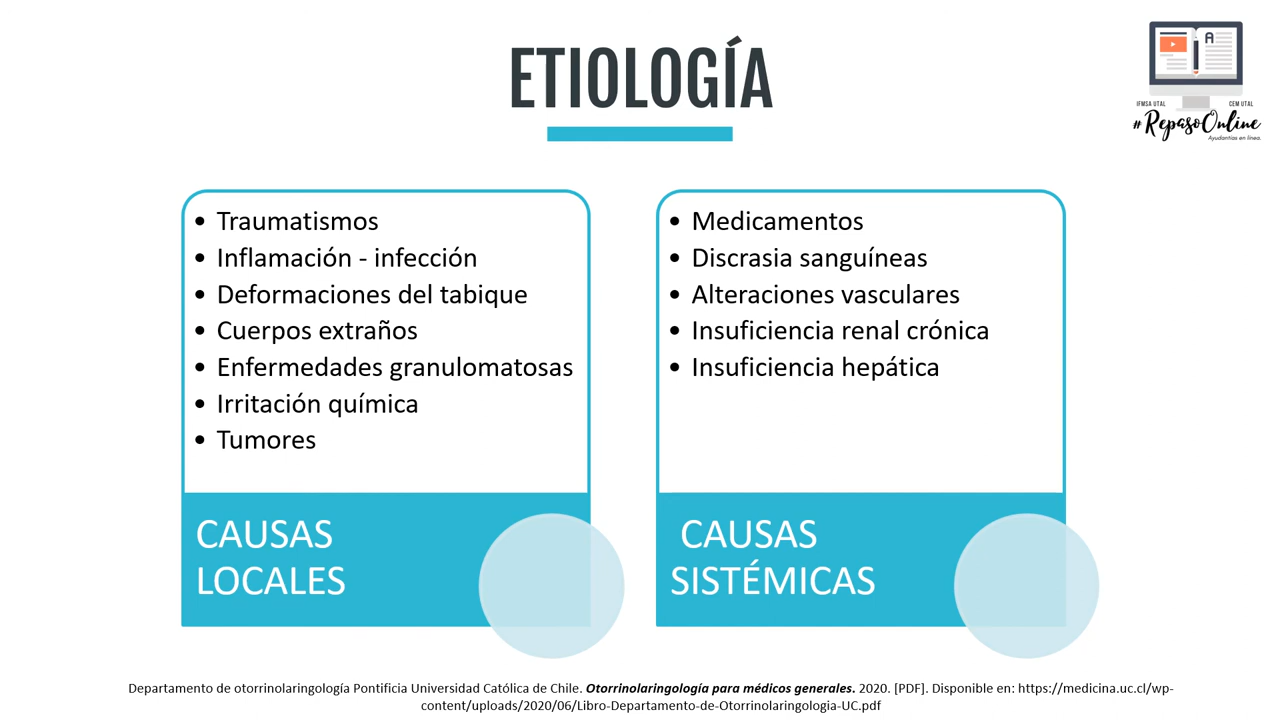 ETIOLOGÍA
A
IFMSA UTAL
CEM UTAL
#RepasoOnline
Ayudantías en línea.
• Traumatismos
• Inflamación - infección
• Deformaciones del tabique
• Cuerpos extraños
• Enfermedades granulomatosas
• Irritación química
• Tumores
CAUSAS
LOCALES
• Medicamentos
• Discrasia sanguíneas
• Alteraciones vasculares
• Insuficiencia renal crónica
• Insuficiencia hepática
CAUSAS
SISTÉMICAS
Departamento de otorrinolaringología Pontificia Universidad Católica de Chile. Otorrinolaringología para médicos generales. 2020. [PDF]. Disponible en: https://medicina.uc.cl/wp-
content/uploads/2020/06/Libro-Departamento-de-Otorrinolaringologia-UC.pdf